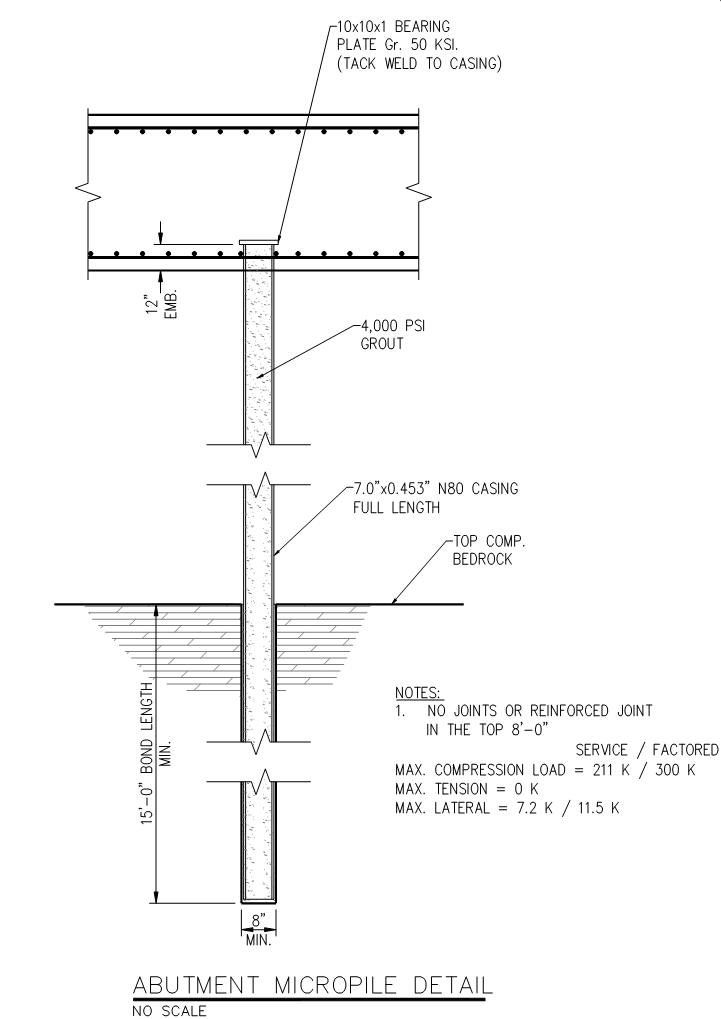 10x10x1 BEARING
PLATE Gr. 50 KSI.
(TACK WELD TO CASING)
12"
EMB.
4,000 PSI
GROUT
7.0"x0.453" N80 CASING
FULL LENGTH
TOP COMP.
BEDROCK
15'-0" BOND LENGTH
MIN.
NOTES:
1. NO JOINTS OR REINFORCED JOINT
IN THE TOP 8'-0"
SERVICE / FACTORED
MAX. COMPRESSION LOAD = 211 K / 300 K
MAX. TENSION = 0 K
MAX. LATERAL = 7.2 K / 11.5 K
8"
MIN.
ABUTMENT MICROPILE DETAIL
NO SCALE